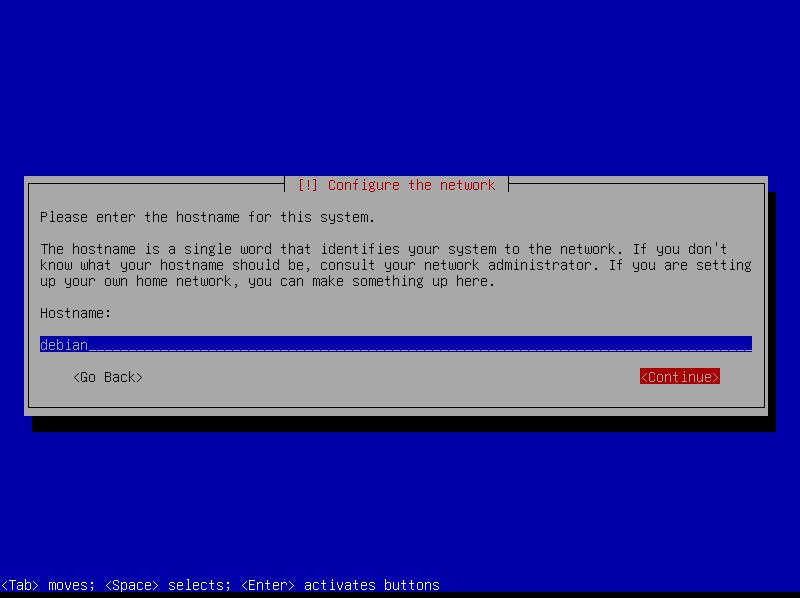 [!] Configure the network
Please enter the hostname for this system.
The hostname is a single word that identifies your system to the network. If you don't
know what your hostname should be, consult your network administrator. If you are setting
up your own home network, you can make something up here.
Hostname:
debian
<Go Back> <Continue>
<Tab> moves; <Space> selects; <Enter> activates buttons